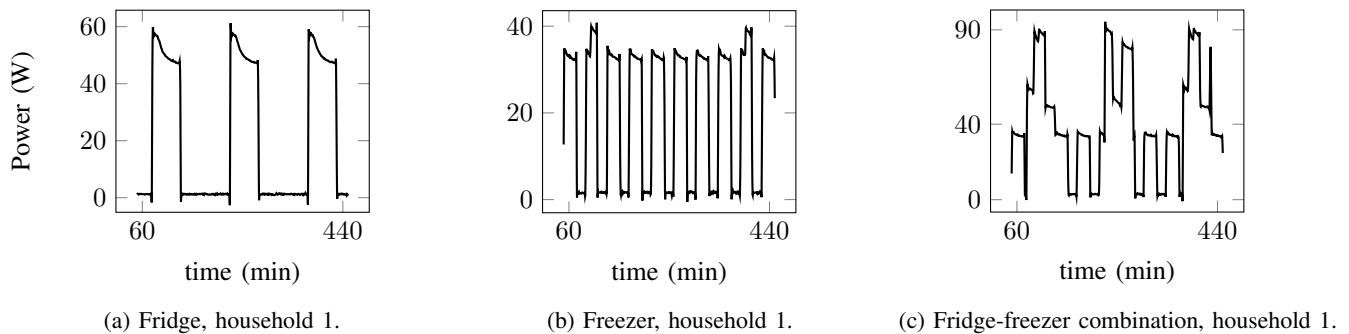 Power (W)
60
40
20
0
60
440
time (min)
(a) Fridge, household 1.
40
20
0
60
440
time (min)
(b) Freezer, household 1.
90
40
0
60
440
time (min)
(c) Fridge-freezer combination, household 1.